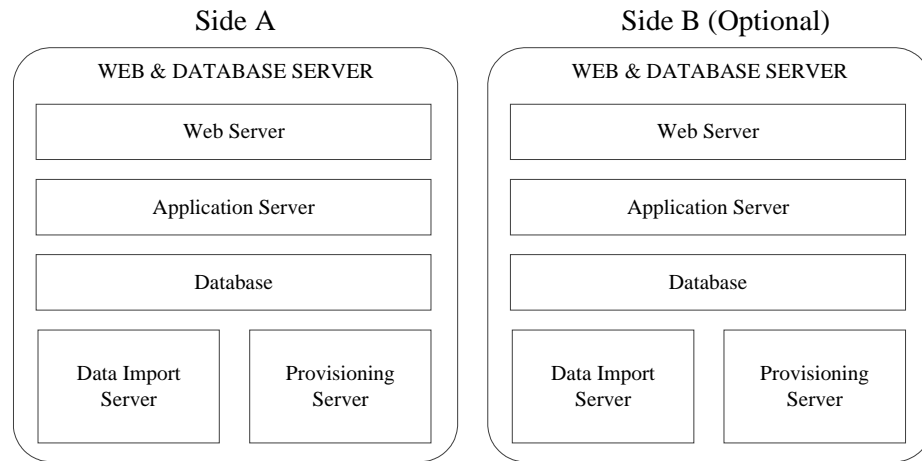 Side A
WEB & DATABASE SERVER
Web Server
Application Server
Database
Data Import
Server
Provisioning
Server
Side B (Optional)
WEB & DATABASE SERVER
Web Server
Application Server
Database
Data Import
Server
Provisioning
Server